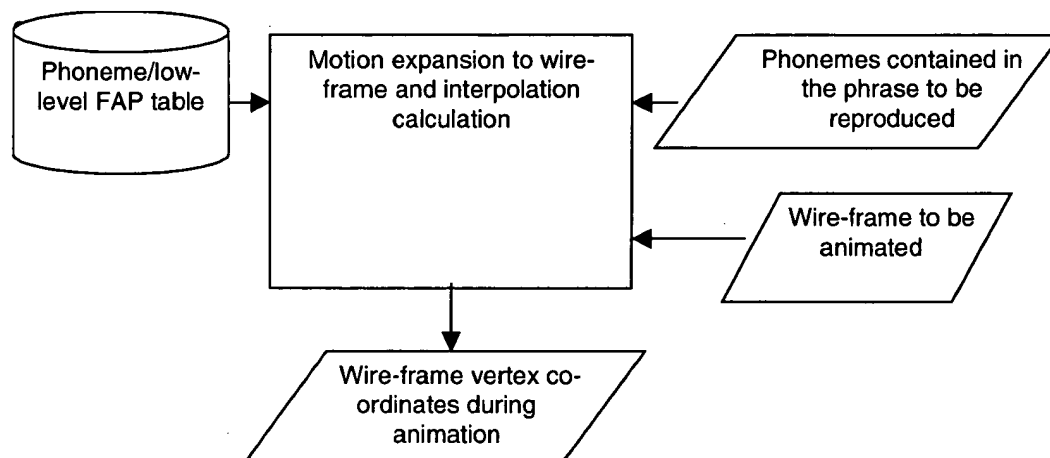 Phoneme/low-
level FAP table
Motion expansion to wire-
frame and interpolation
calculation
Phonemes contained in
the phrase to be
reproduced
Wire-frame to be
animated
Wire-frame vertex co-
ordinates during
animation